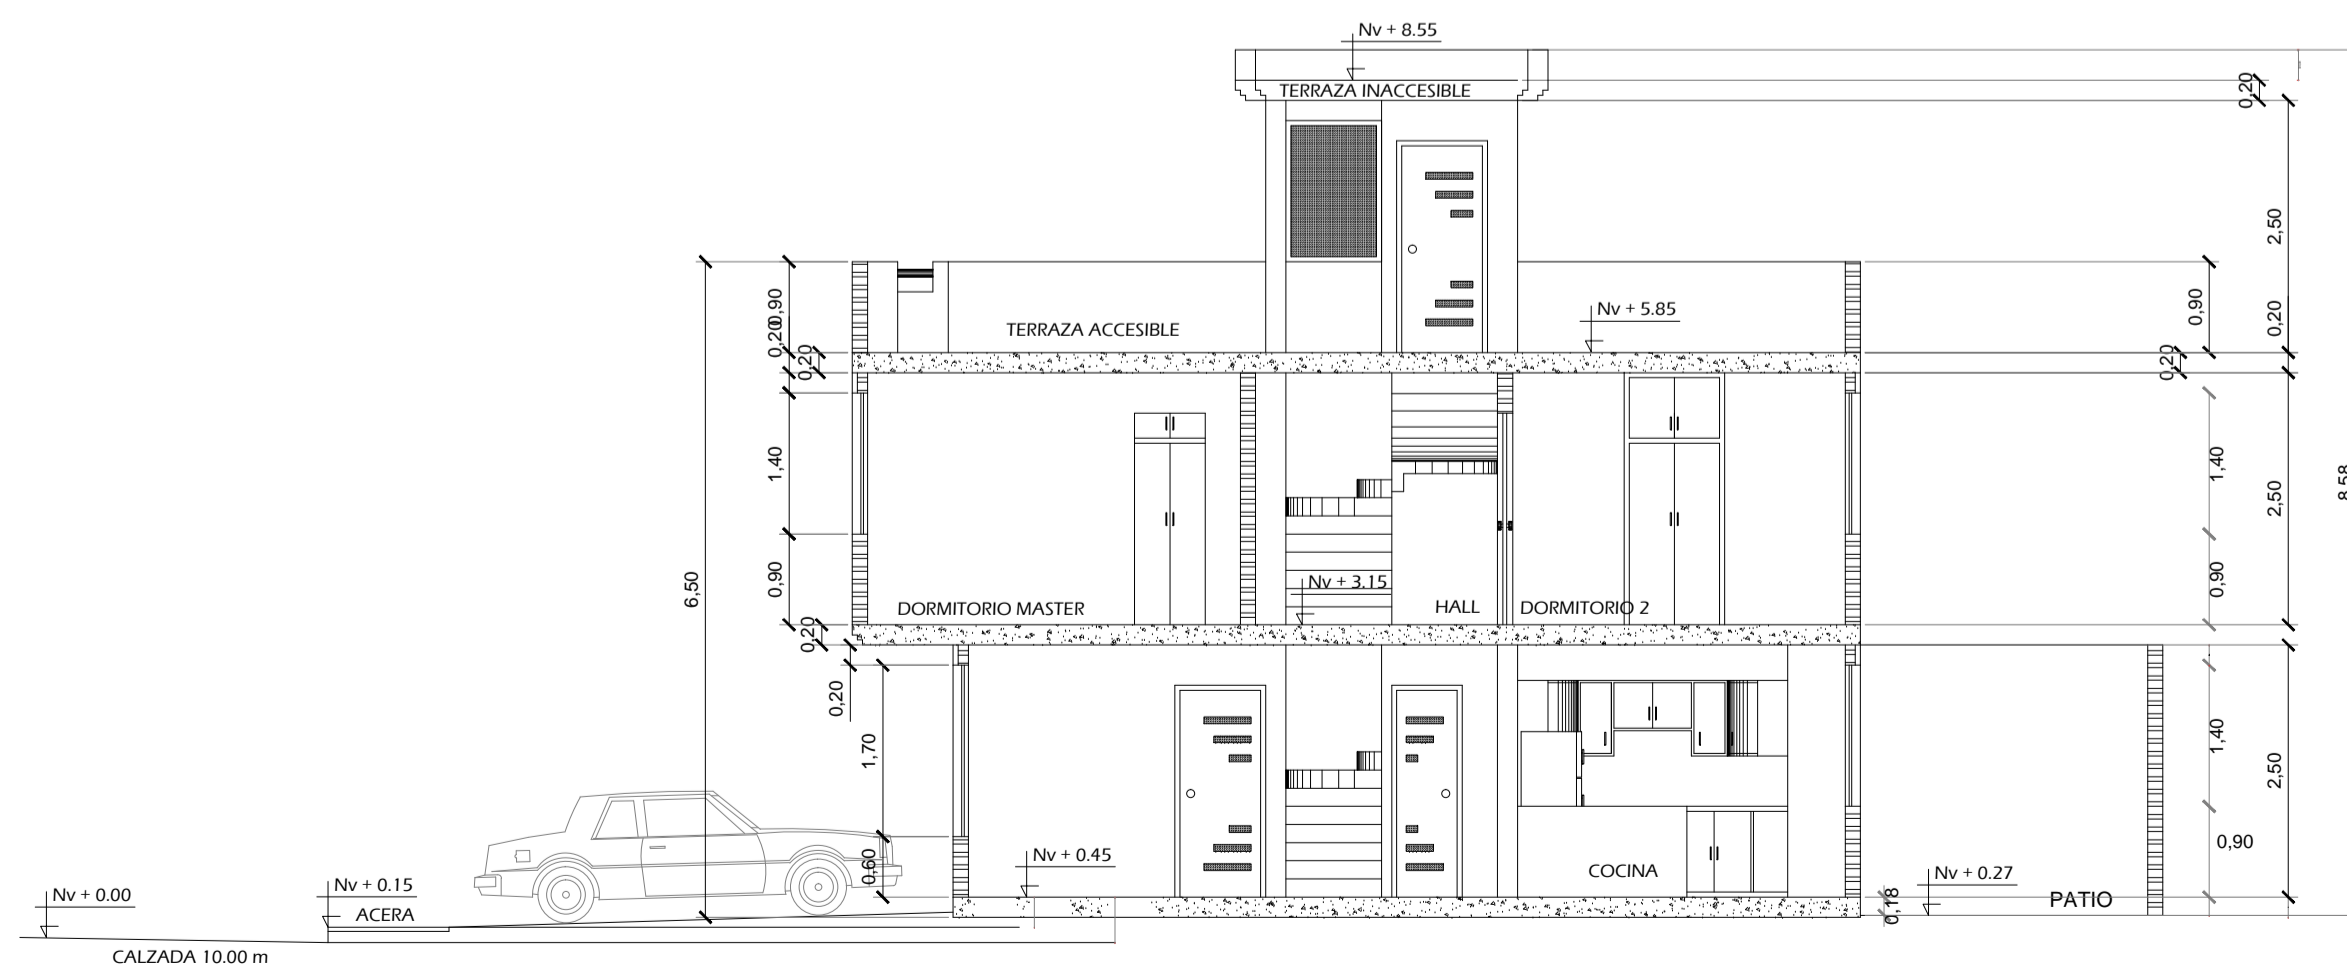 Nv + 8.55
TERRAZA INACCESIBLE
0,20
2,50
0,90
0,20
0,20
Nv + 5.85
TERRAZA ACCESIBLE
0,90
0,20
0,20
1,40
1,40
2,50
8,58
6,50
0,90
0,90
Nv + 3.15
DORMITORIO MASTER
HALL
DORMITORIO 2
0,20
0,20
1,70
1,40
2,50
0,60
0,90
Nv + 0.45
COCINA
Nv + 0.27
0,18
PATIO
Nv + 0.00
Nv + 0.15
ACERA
CALZADA 10.00 m